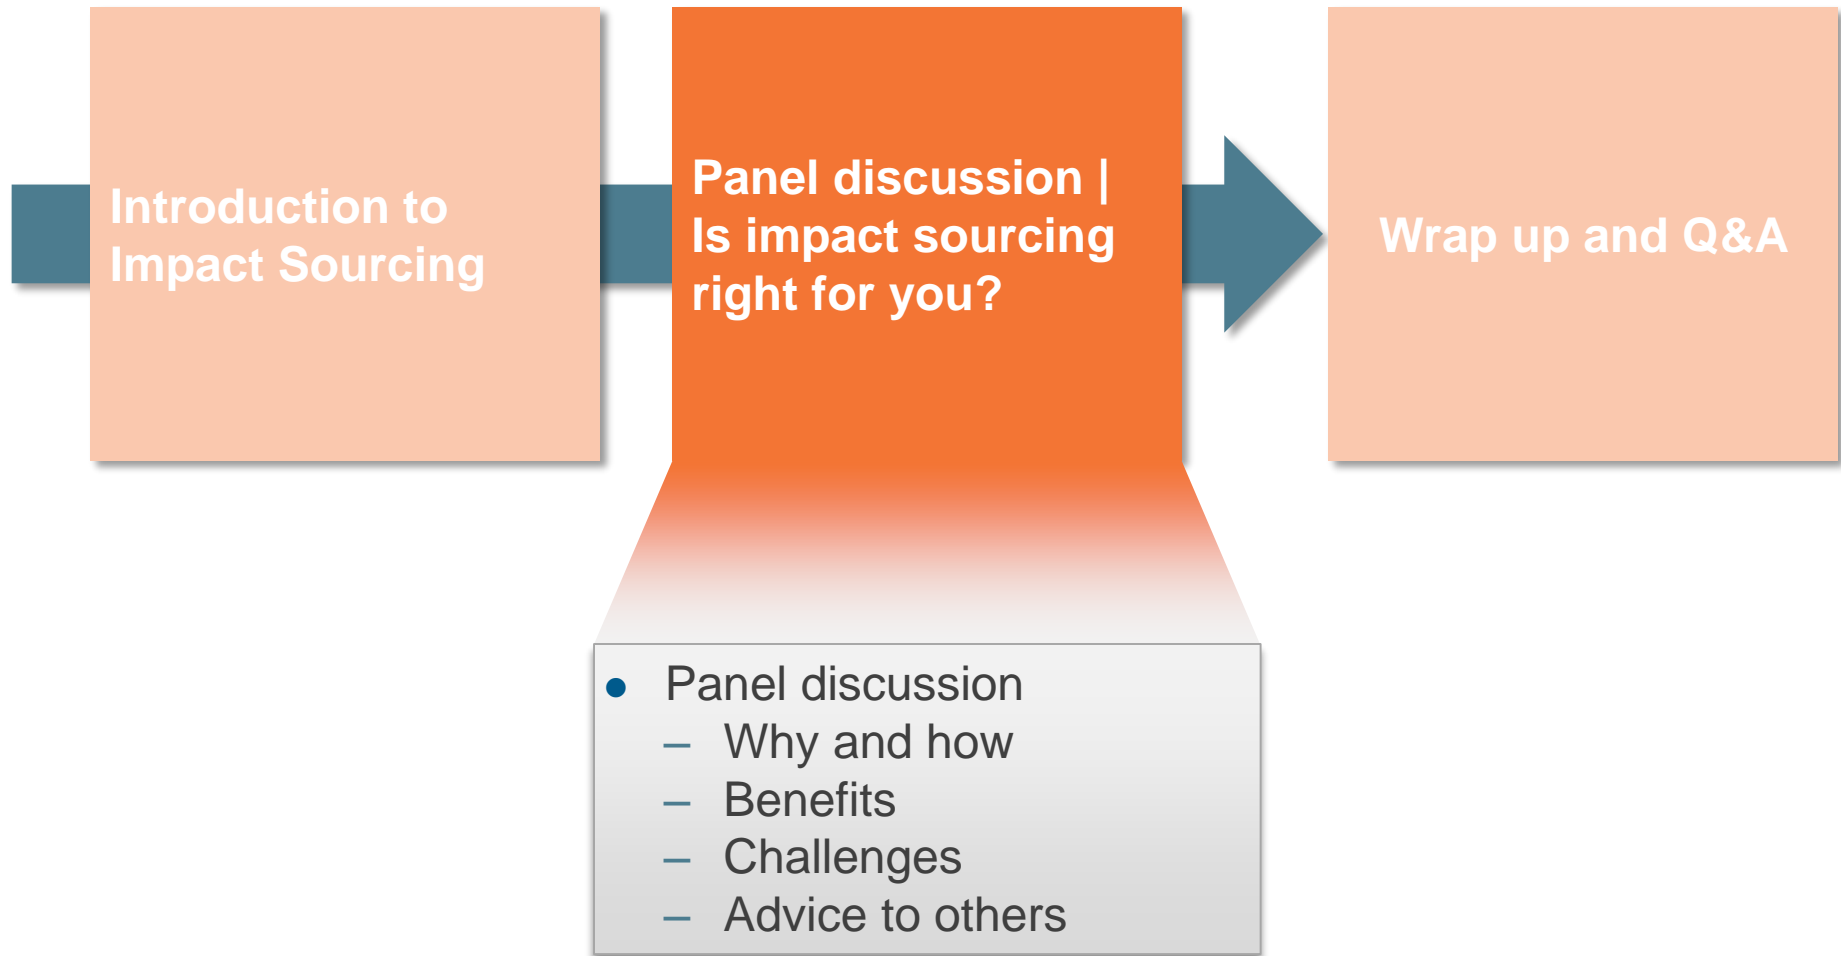 Introduction to
Impact Sourcing
Panel discussion |
Is impact sourcing
right for you?
Wrap up and Q&A
● Panel discussion
– Why and how
– Benefits
– Challenges
– Advice to others